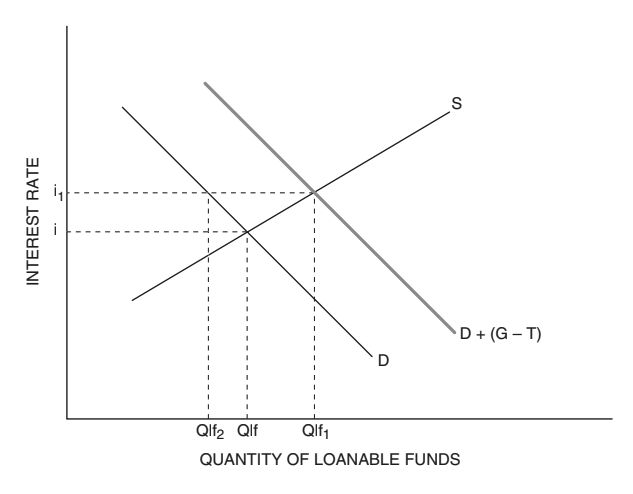 S
INTEREST RATE
i₁
i
D + (G – T)
D
Qlf₂ Qlf Qlf₁
QUANTITY OF LOANABLE FUNDS